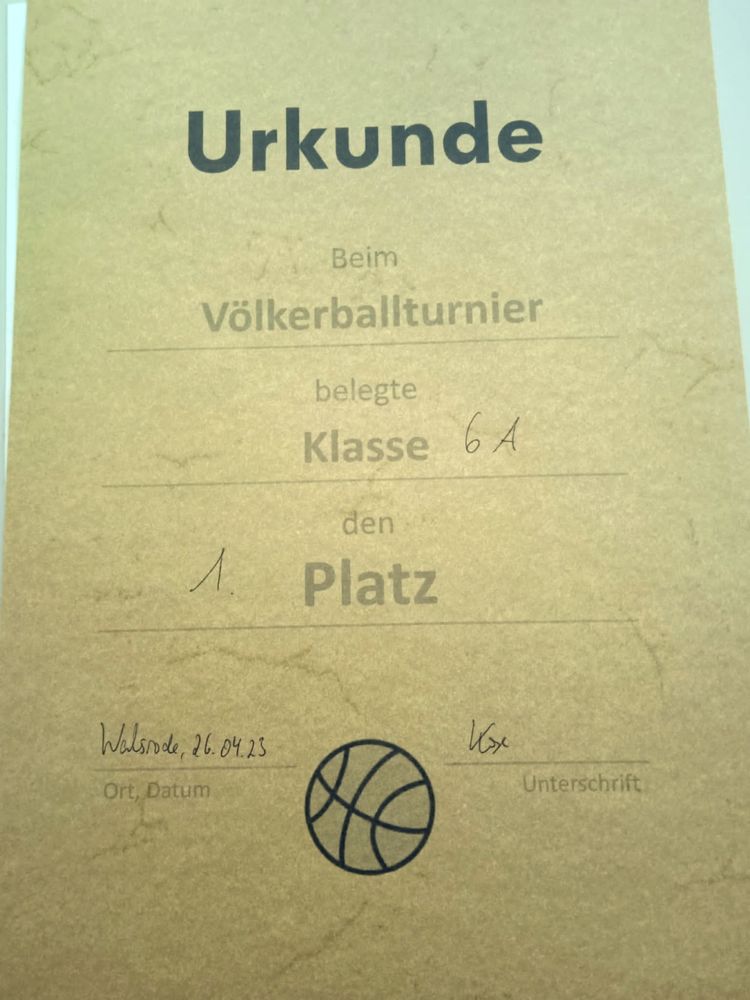 Urkunde
Beim
Völkerballturnier
belegte
Klasse 6A
den
1. Platz
Walsrode, 26.04.23
Ort, Datum
Unterschrift